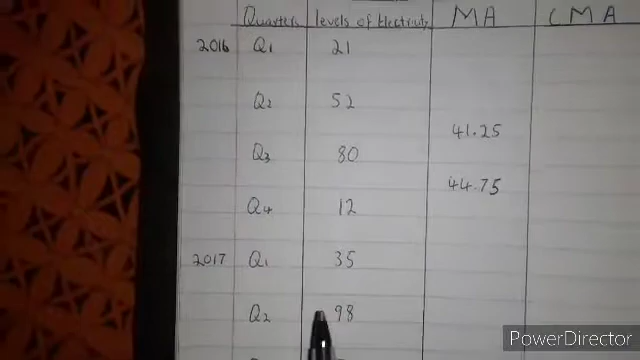 Quarters levels of Electricity MA CMA
2016 Q1 21
Q2 52
41.25
Q3 80
44.75
Q4 12
2017 Q1 35
Q2 98
PowerDirector